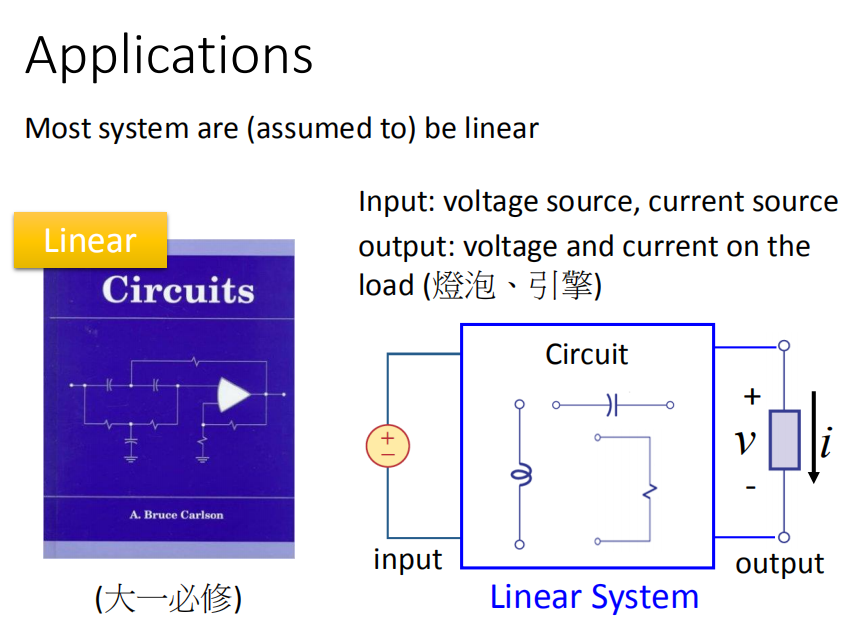 Applications
Most system are (assumed to) be linear
Input: voltage source, current source
output: voltage and current on the
load (燈泡、引擎)
Linear
Circuits
A. Bruce Carlson
(大一必修)
Circuit
+
−
input
+
v
-
i
output
Linear System